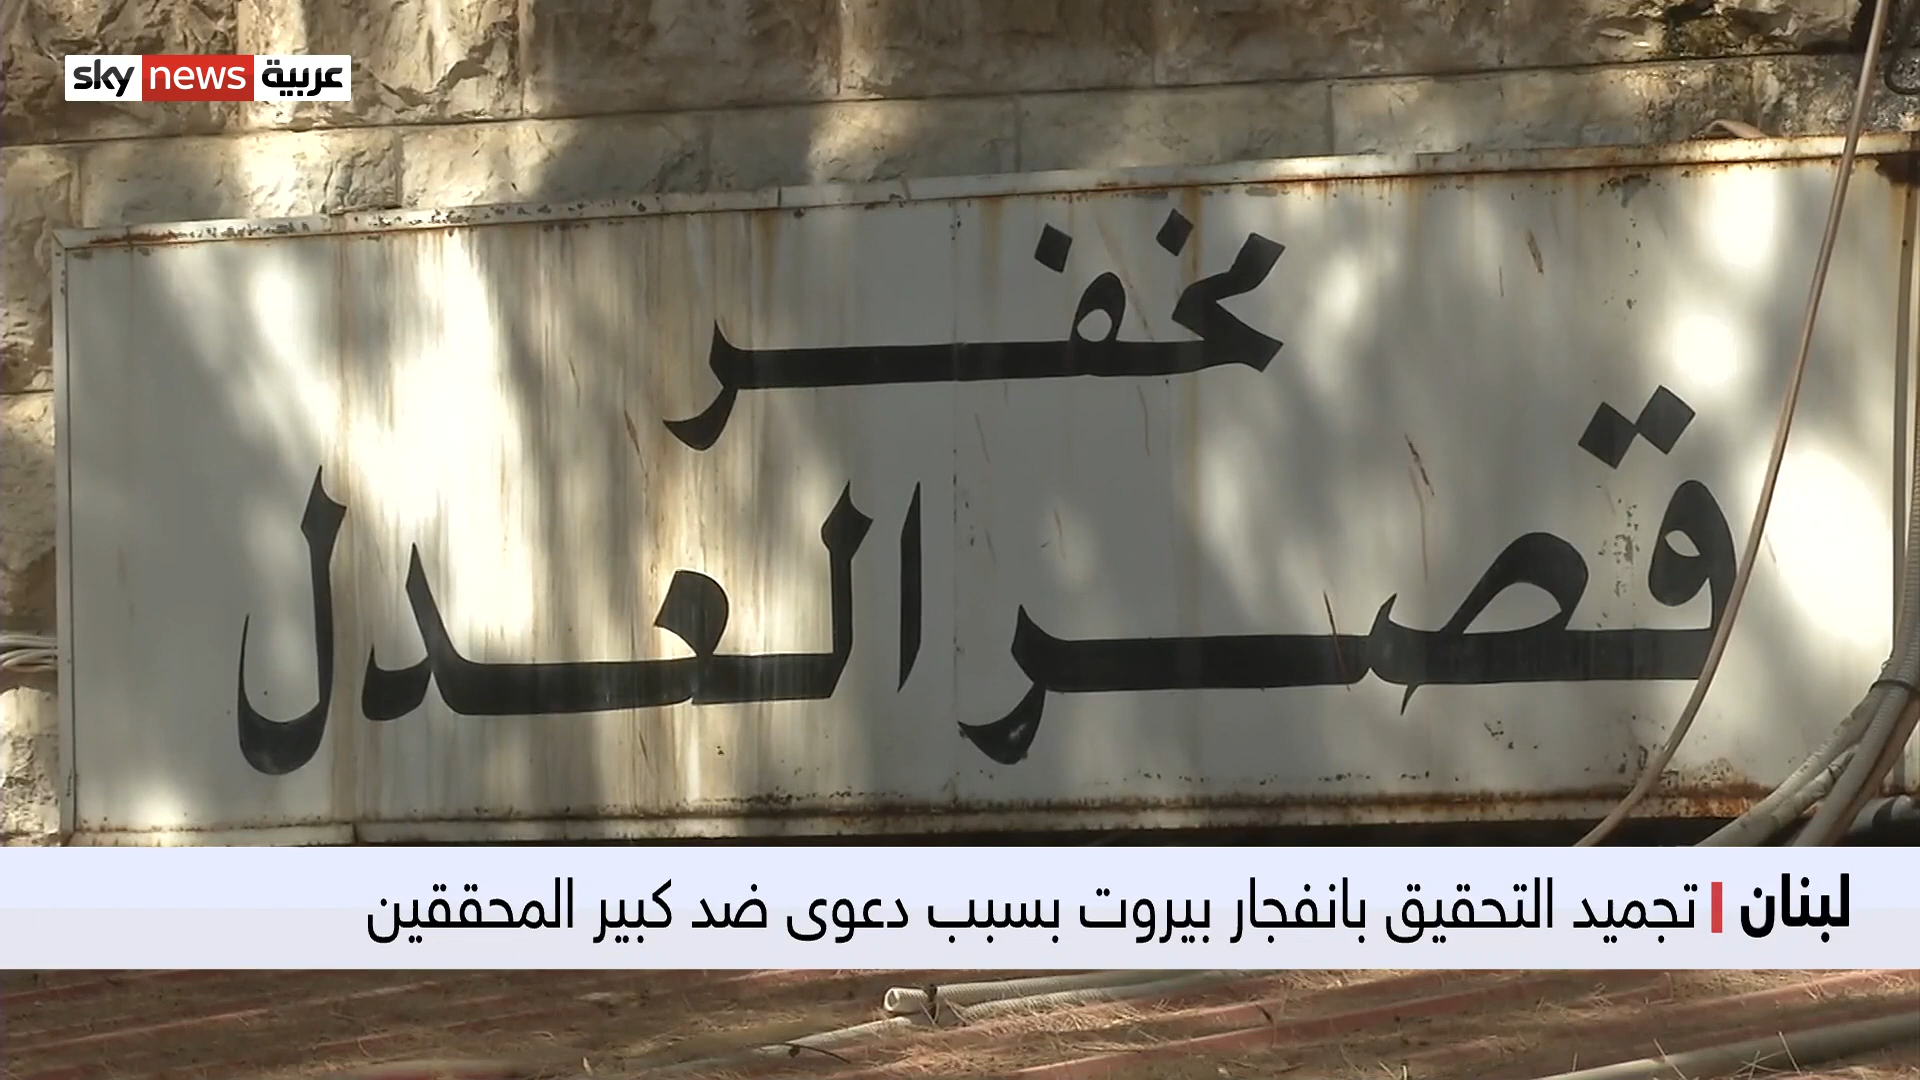 sky news عربية
مخفر
قصر العدل
لبنان | تجميد التحقيق بانفجار بيروت بسبب دعوى ضد كبير المحققين